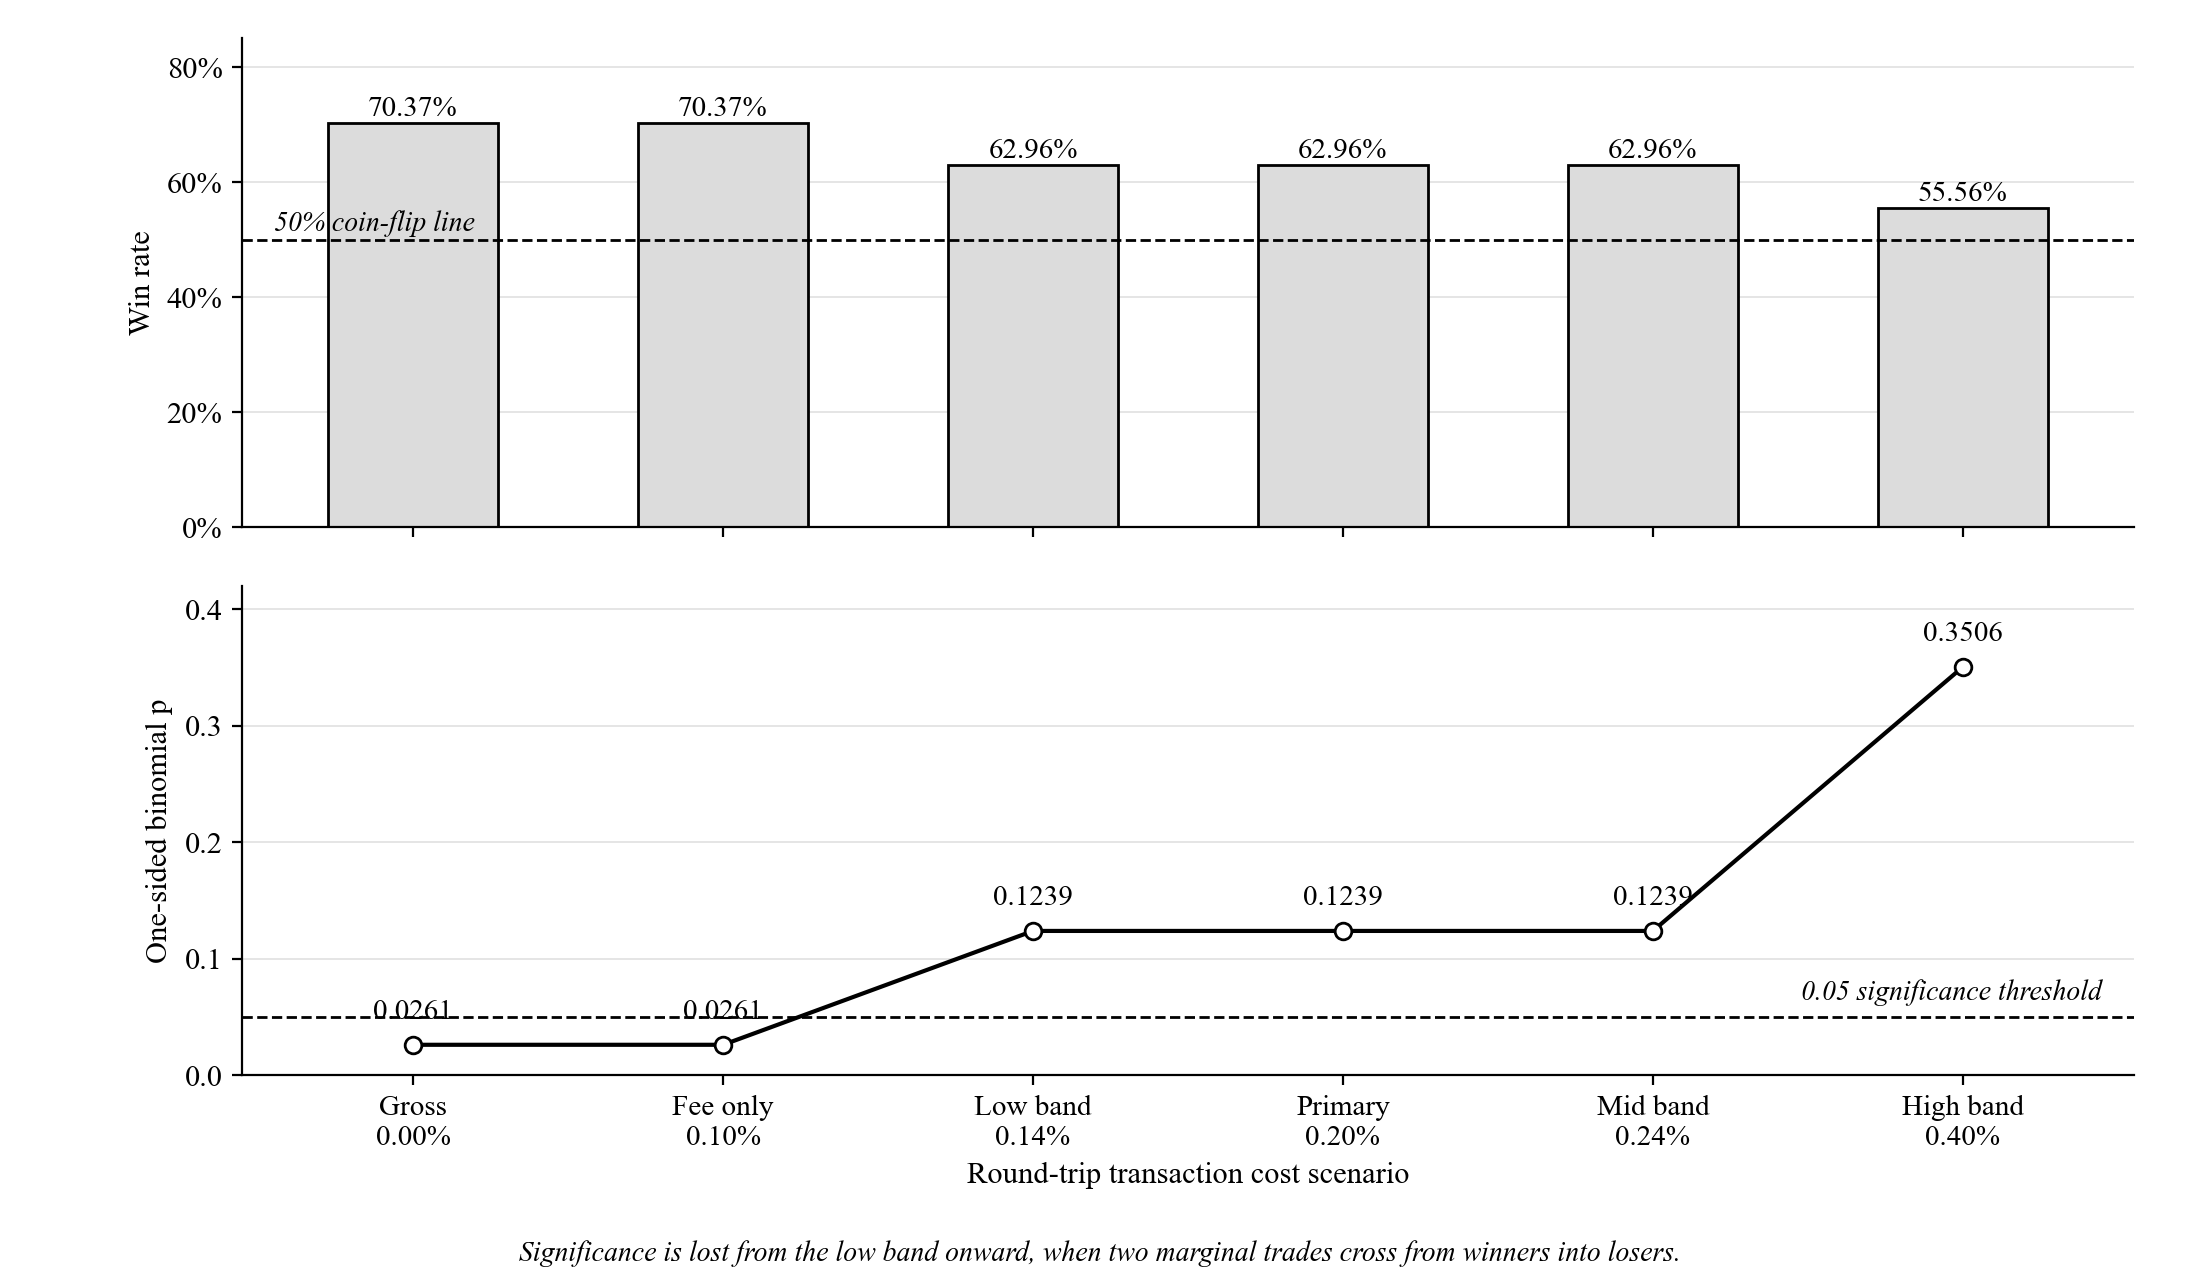 80%
70.37%
70.37%
62.96%
62.96%
62.96%
55.56%
60%
50% coin-flip line
40%
20%
0%
Win rate
0.4
0.3506
0.3
0.2
0.1239
0.1239
0.1239
0.1
0.05 significance threshold
0.0261
0.0261
0.0
One-sided binomial p
Gross
0.00%
Fee only
0.10%
Low band
0.14%
Primary
0.20%
Mid band
0.24%
High band
0.40%
Round-trip transaction cost scenario
Significance is lost from the low band onward, when two marginal trades cross from winners into losers.